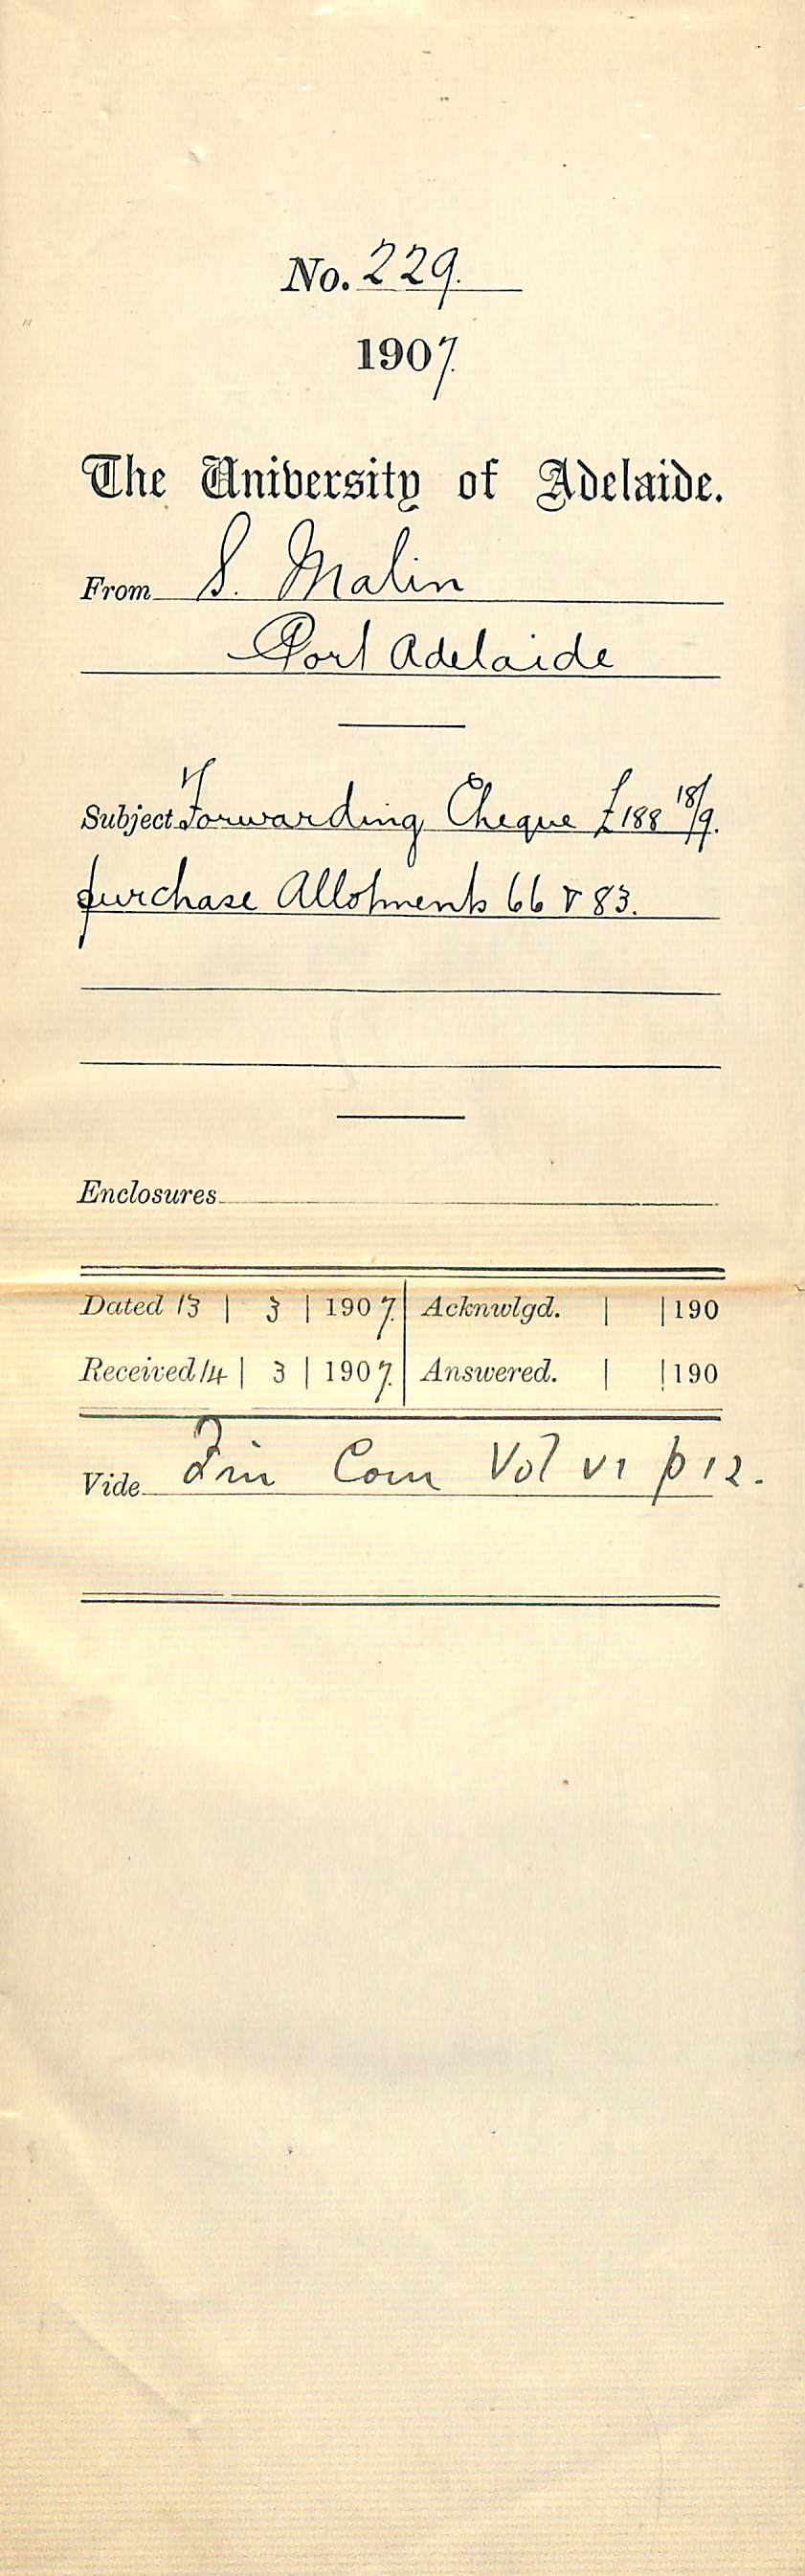 No. 229.
1907.
The University of Adelaide.
From S. Malin
Port Adelaide
Subject Forwarding Cheque £188 18/9.
purchase Allotments 66 & 83.
Enclosures
Dated 13 | 3 | 1907. Acknwlgd. | | 190
Received 14 | 3 | 1907. Answered. | | 190
Vide Fin Com Vol VI p 12.